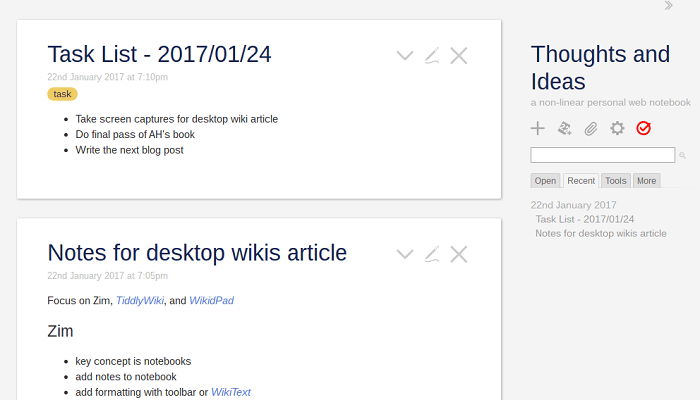 Task List - 2017/01/24
22nd January 2017 at 7:10pm
task
Take screen captures for desktop wiki article
Do final pass of AH's book
Write the next blog post
Notes for desktop wikis article
22nd January 2017 at 7:05pm
Focus on Zim, TiddlyWiki, and WikidPad
Zim
key concept is notebooks
add notes to notebook
add formatting with toolbar or WikiText
Thoughts and
Ideas
a non-linear personal web notebook
Open Recent Tools More
22nd January 2017
Task List - 2017/01/24
Notes for desktop wikis article